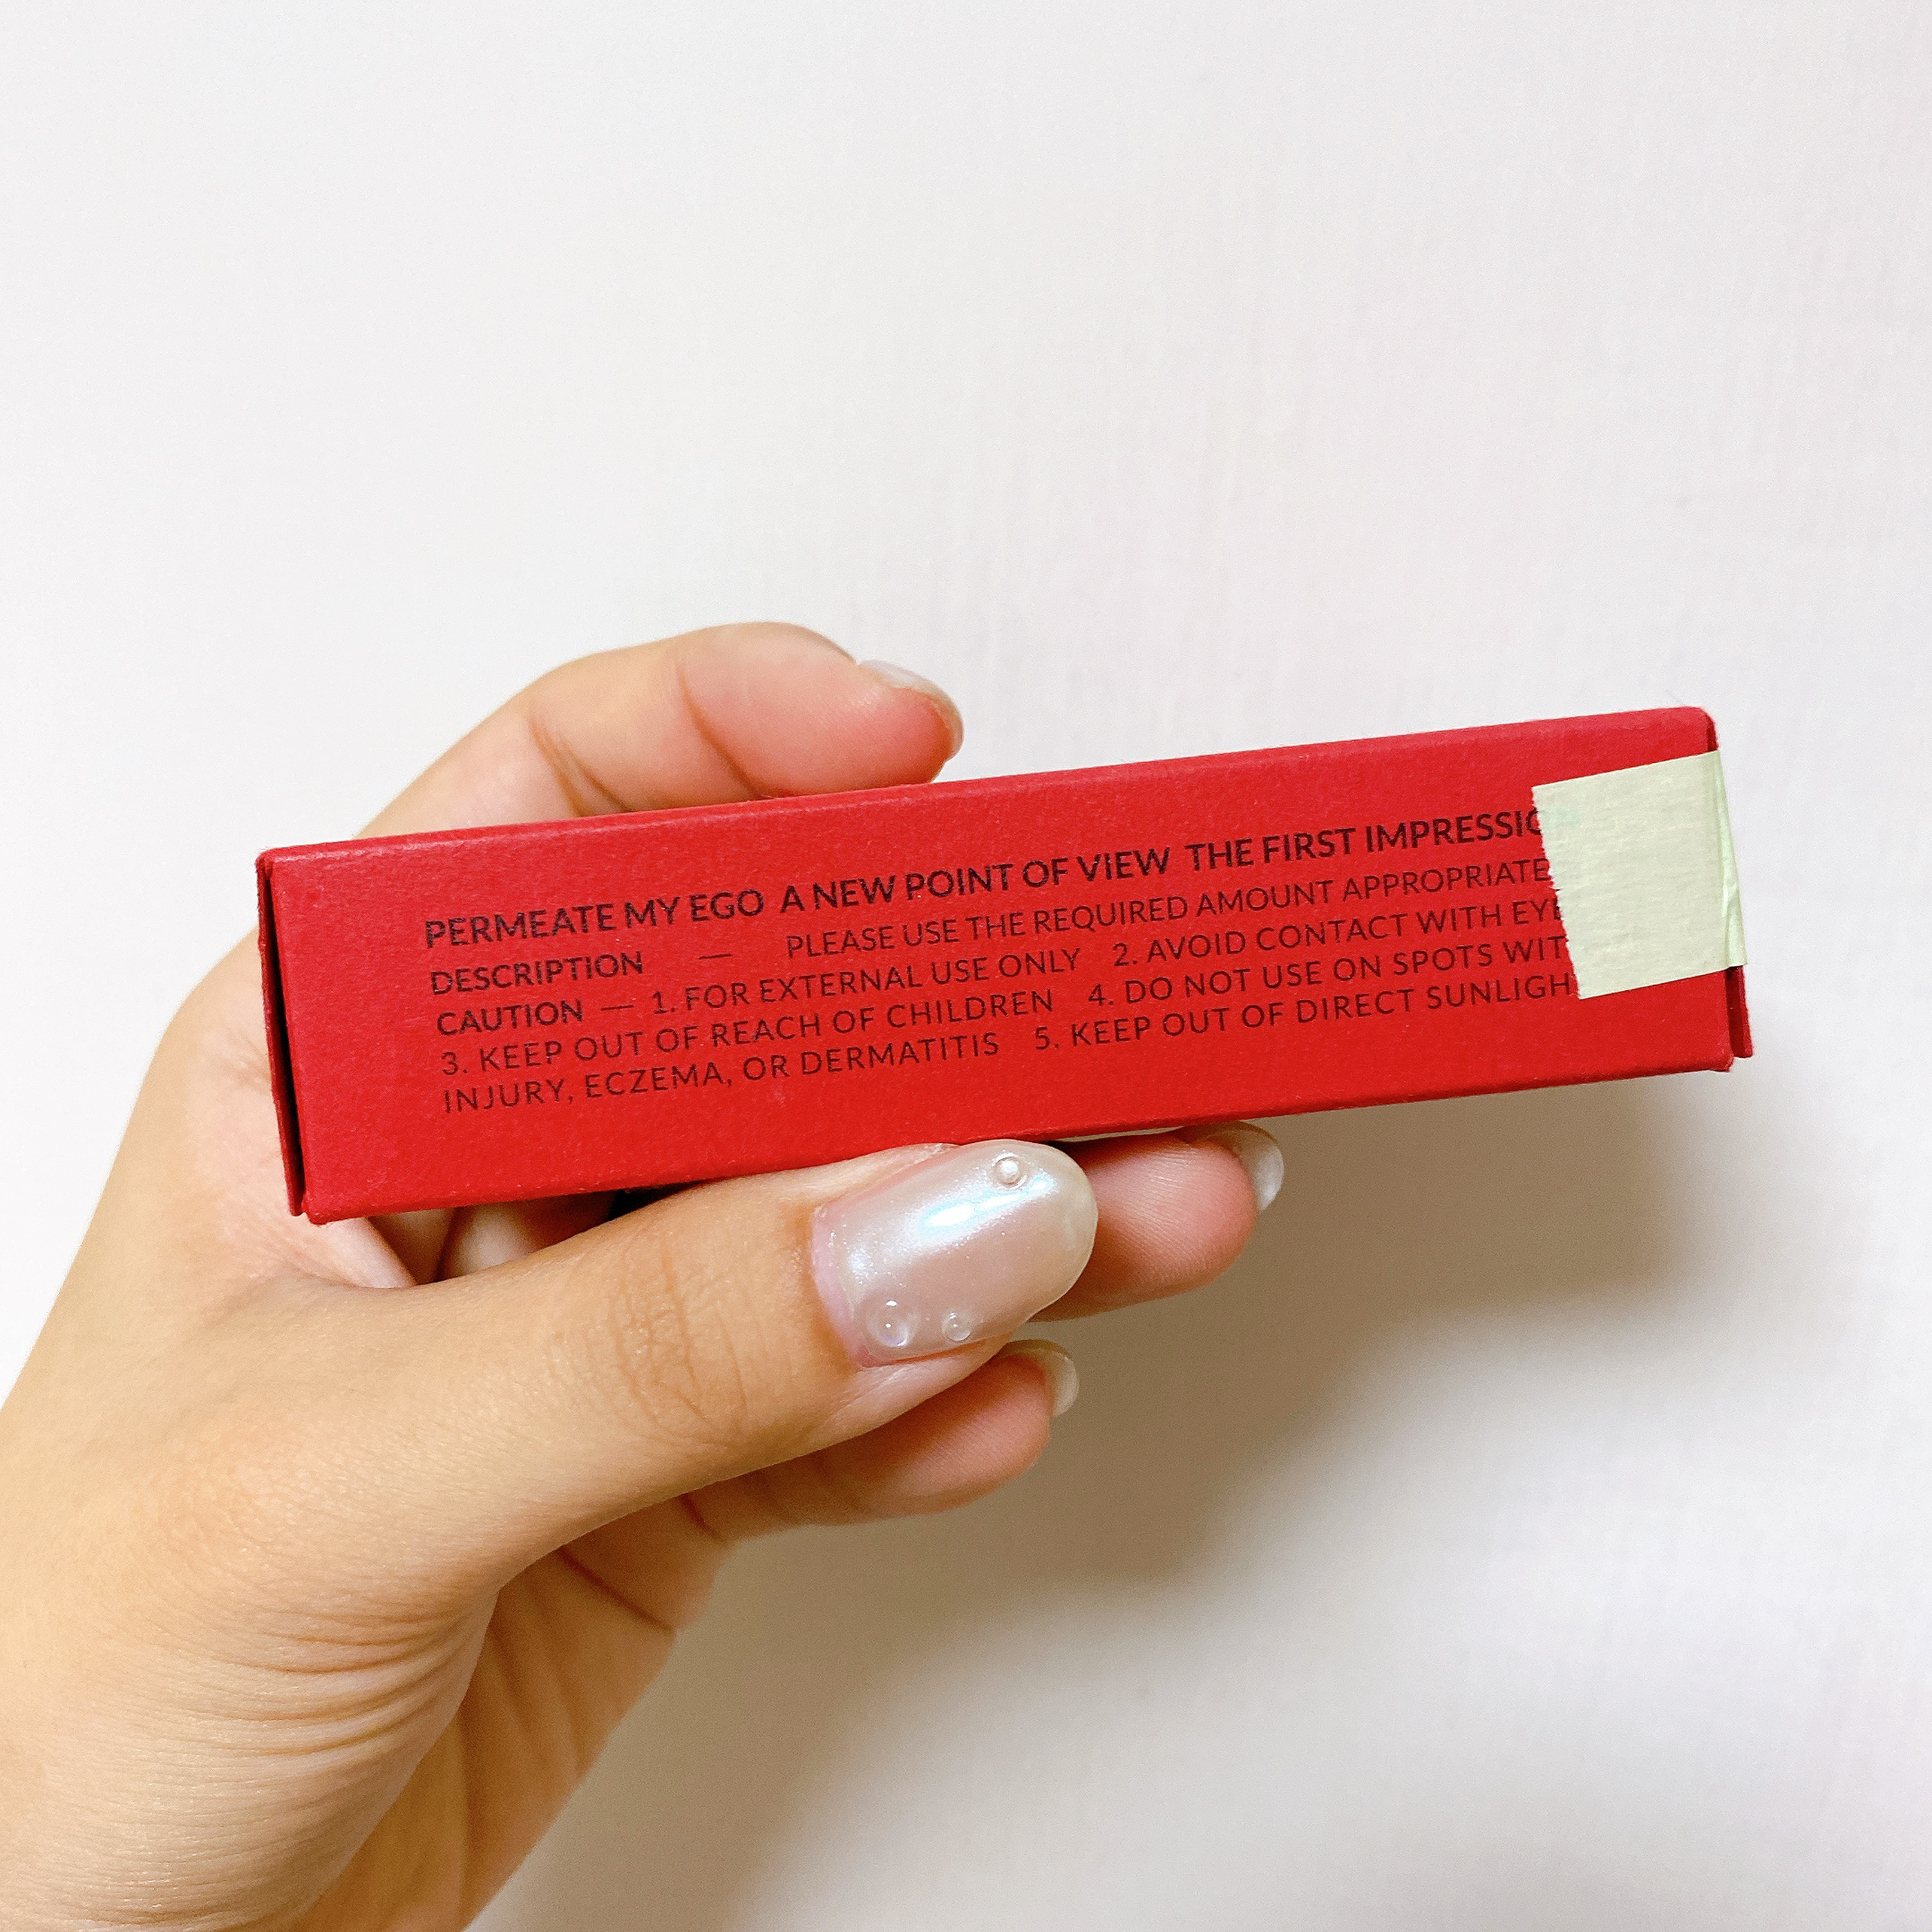 PERMEATE MY EGO A NEW POINT OF VIEW THE FIRST
DESCRIPTION — PLEASE USE THE REQUIRED AMOUNT APPROPRIATE
CAUTION — 1. FOR EXTERNAL USE ONLY 2. AVOID CONTACT WITH
3. KEEP OUT OF REACH OF CHILDREN 4. DO NOT USE ON SPOTS
INJURY, ECZEMA, OR DERMATITIS 5. KEEP OUT OF DIRECT